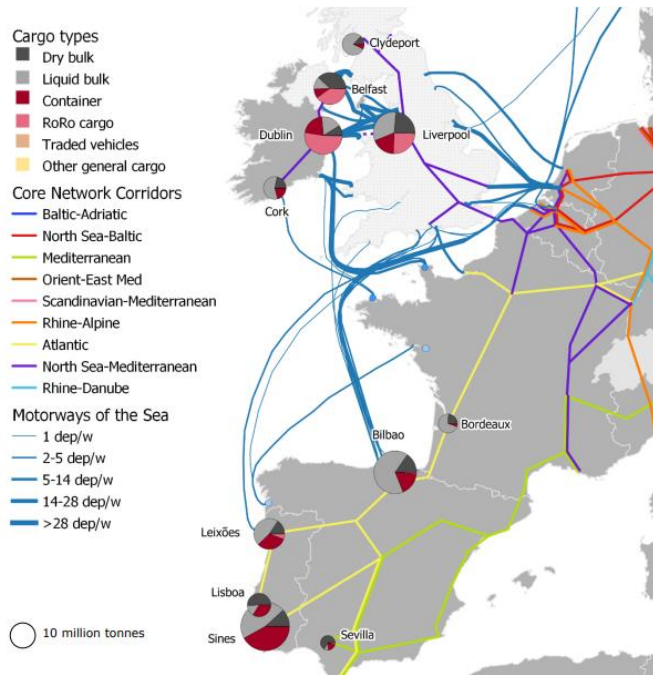 Cargo types
Dry bulk
Liquid bulk
Container
RoRo cargo
Traded vehicles
Other general cargo
Core Network Corridors
Baltic-Adriatic
North Sea-Baltic
Mediterranean
Orient-East Med
Scandinavian-Mediterranean
Rhine-Alpine
Atlantic
North Sea-Mediterranean
Rhine-Danube
Motorways of the Sea
1 dep/w
2-5 dep/w
5-14 dep/w
14-28 dep/w
>28 dep/w
10 million tonnes
Clydeport
Belfast
Dublin
Liverpool
Cork
Bordeaux
Bilbao
Leixões
Lisboa
Sines
Sevilla